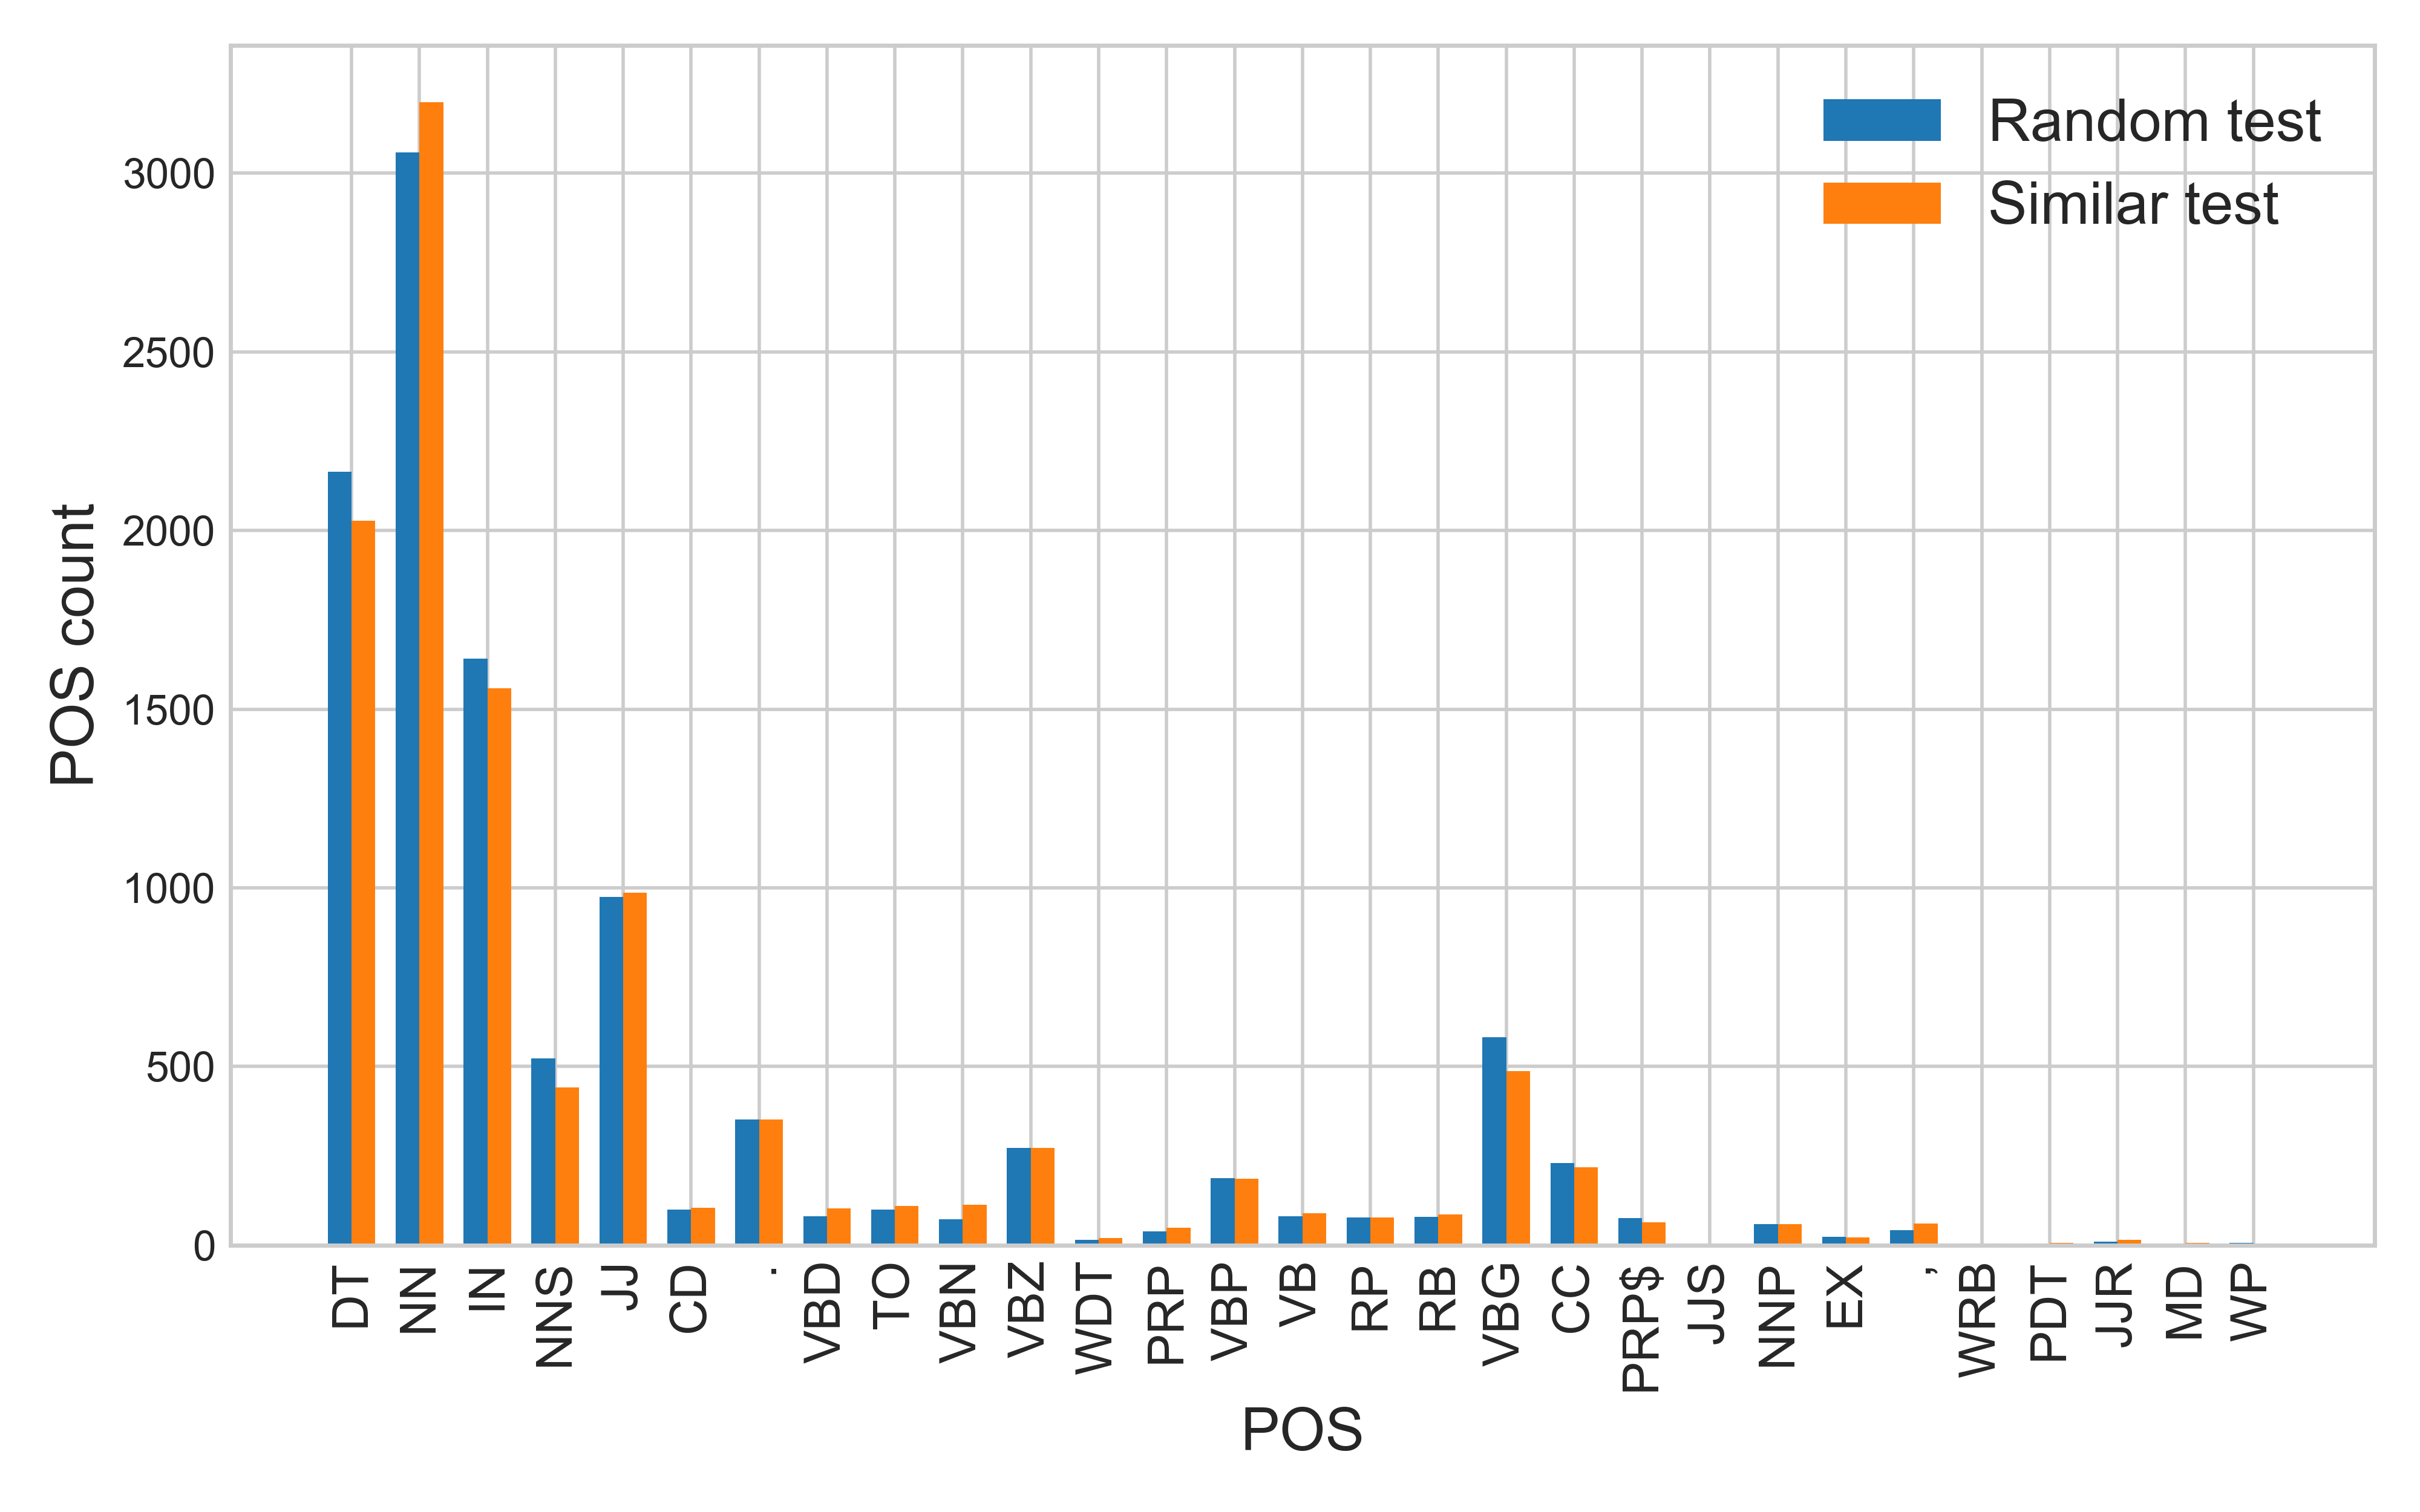 Random test
Similar test
POS count
3000
2500
2000
1500
1000
500
0
DT
NN
IN
NNS
JJ
CD
.
VBD
TO
VBN
VBZ
WDT
PRP
VBP
VB
RP
RB
VBG
CC
PRP$
JJS
NNP
EX
,
WRB
PDT
JJR
MD
WP
POS